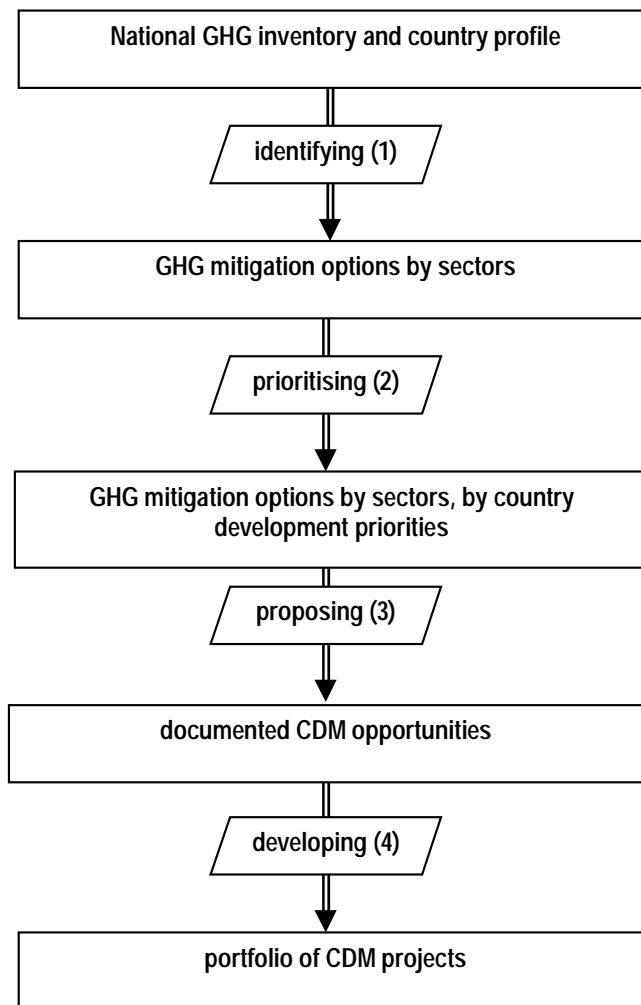 National GHG inventory and country profile
identifying (1)
GHG mitigation options by sectors
prioritising (2)
GHG mitigation options by sectors, by country
development priorities
proposing (3)
documented CDM opportunities
developing (4)
portfolio of CDM projects